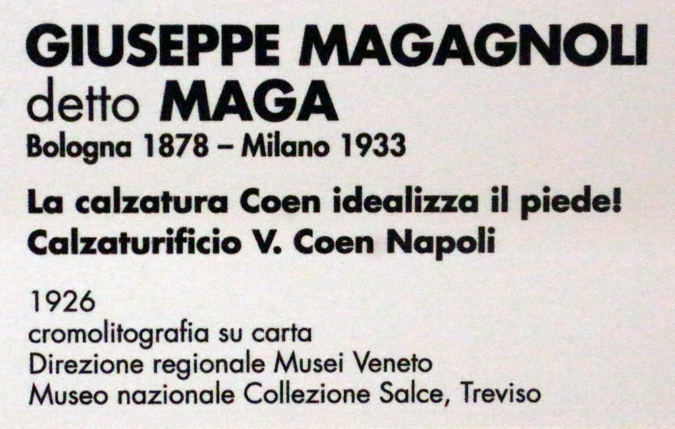 GIUSEPPE MAGAGNOLI
detto MAGA
Bologna 1878 – Milano 1933
La calzatura Coen idealizza il piede!
Calzaturificio V. Coen Napoli
1926
cromolitografia su carta
Direzione regionale Musei Veneto
Museo nazionale Collezione Salce, Treviso